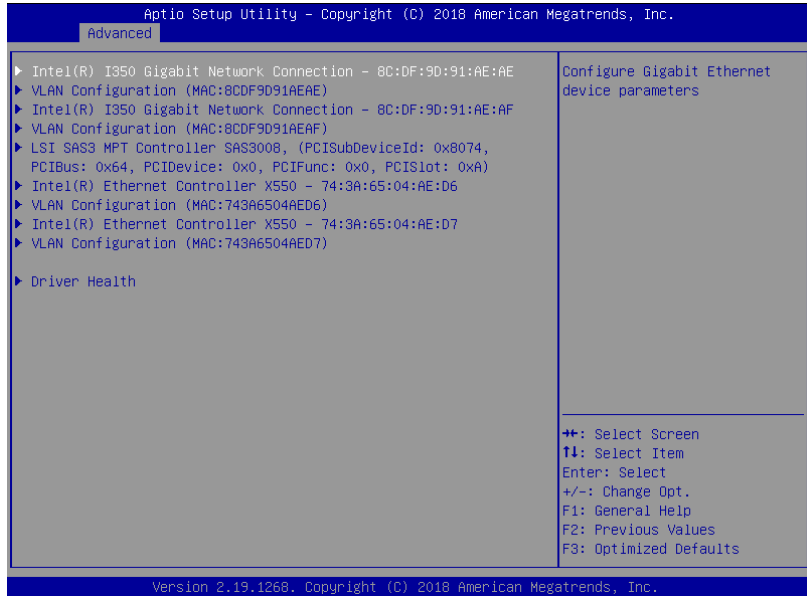 Aptio Setup Utility – Copyright (C) 2018 American Megatrends, Inc.
Advanced
▶ Intel(R) I350 Gigabit Network Connection – 8C:DF:9D:91:AE:AE
▶ VLAN Configuration (MAC:8CDF9D91AEAE)
▶ Intel(R) I350 Gigabit Network Connection – 8C:DF:9D:91:AE:AF
▶ VLAN Configuration (MAC:8CDF9D91AEAF)
▶ LSI SAS3 MPT Controller SAS3008, (PCISubDeviceId: 0x8074,
PCIBus: 0x64, PCIDevice: 0x0, PCIFunc: 0x0, PCISlot: 0xA)
▶ Intel(R) Ethernet Controller X550 – 74:3A:65:04:AE:D6
▶ VLAN Configuration (MAC:743A6504AED6)
▶ Intel(R) Ethernet Controller X550 – 74:3A:65:04:AE:D7
▶ VLAN Configuration (MAC:743A6504AED7)
▶ Driver Health
Configure Gigabit Ethernet
device parameters
→←: Select Screen
↑↓: Select Item
Enter: Select
+/-: Change Opt.
F1: General Help
F2: Previous Values
F3: Optimized Defaults
Version 2.19.1268. Copyright (C) 2018 American Megatrends, Inc.